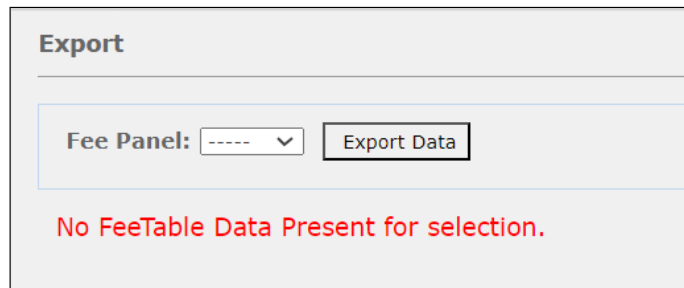 Export
Fee Panel: ----- Export Data
No FeeTable Data Present for selection.